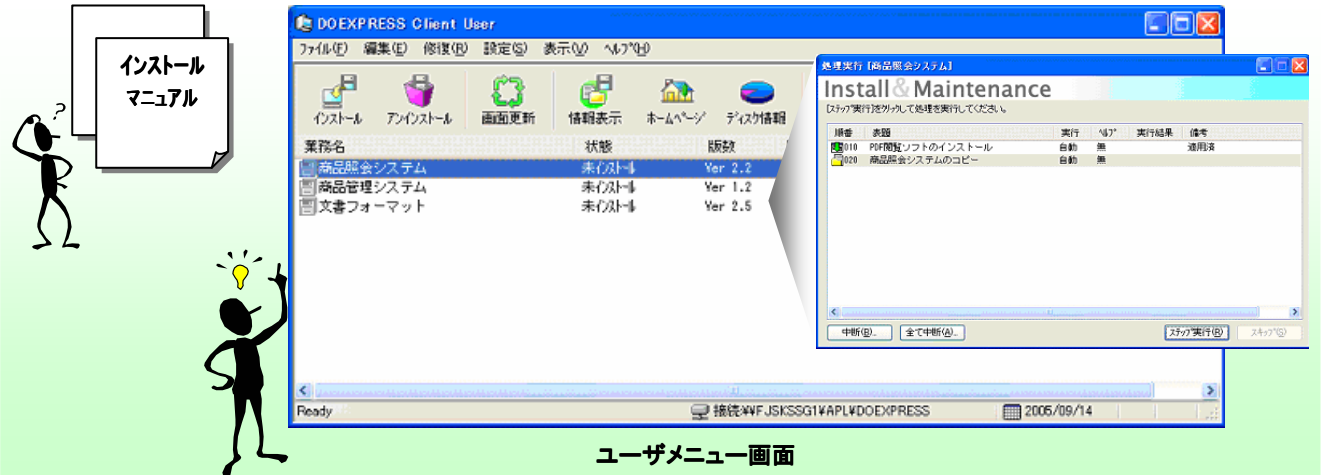 インストール
マニュアル
?
DOEXPRESS Client User
ファイル(F) 編集(E) 修復(R) 設定(S) 表示(V) ヘルプ(H)
インストール アンインストール 画面更新 情報表示 ホームページ ディスク情報
業務名 状態 版数
商品照会システム 未インストール Ver 2.2
商品管理システム 未インストール Ver 1.2
文書フォーマット 未インストール Ver 2.5
処理実行 [商品照会システム]
Install & Maintenance
[ステップ実行]をクリックして処理を実行してください。
順番 表題 実行 ヘルプ 実行結果 備考
010 PDF閲覧ソフトのインストール 自動 無 適用済
020 商品照会システムのコピー 自動 無
中断(B)... 全て中断(A)... ステップ実行(R) スキップ(S)
Ready 接続:¥¥FJSKSSG1¥APL¥DOEXPRESS 2005/09/14
ユーザメニュー画面